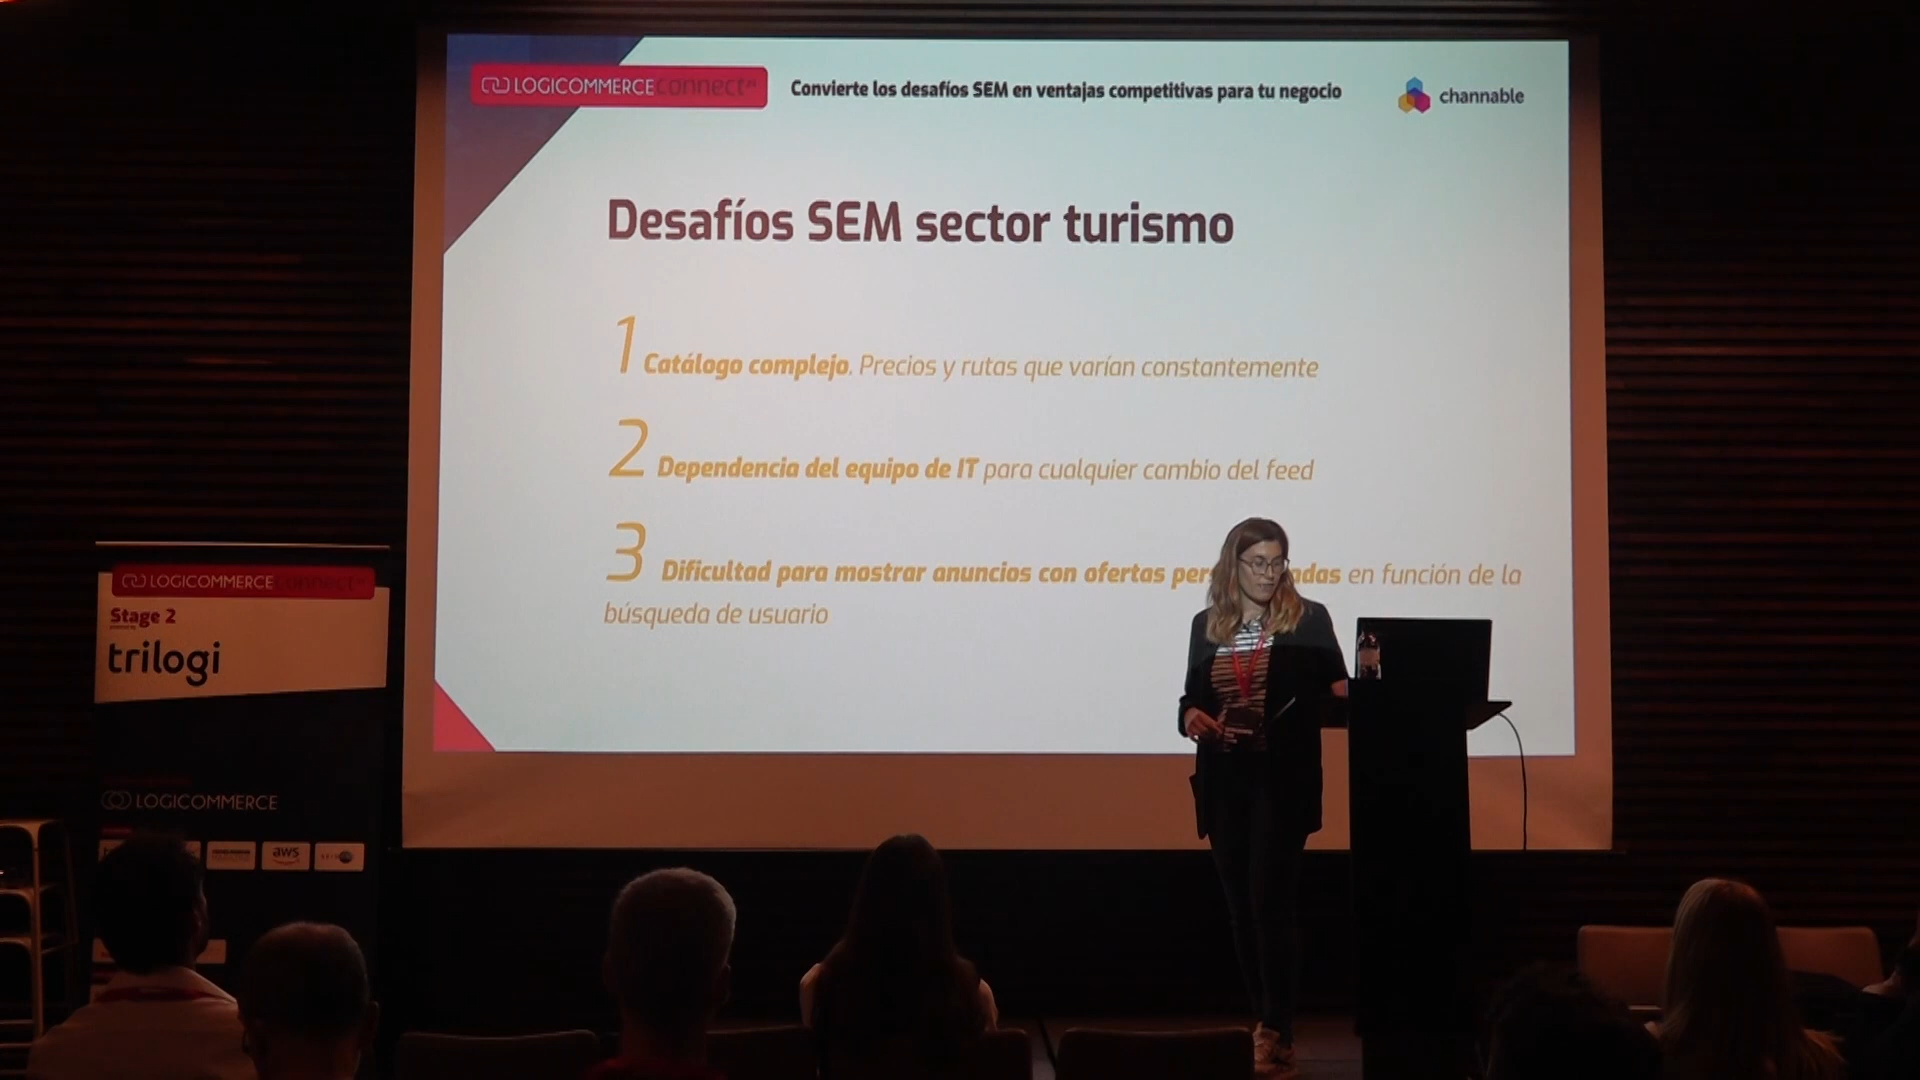 LOGICOMMERCE connect
Convierte los desafíos SEM en ventajas competitivas para tu negocio
channable
Desafíos SEM sector turismo
1 Catálogo complejo. Precios y rutas que varían constantemente
2 Dependencia del equipo de IT para cualquier cambio del feed
3 Dificultad para mostrar anuncios con ofertas en función de la
búsqueda de usuario
LOGICOMMERCE connect
Stage 2
trilogi
LOGICOMMERCE
aws